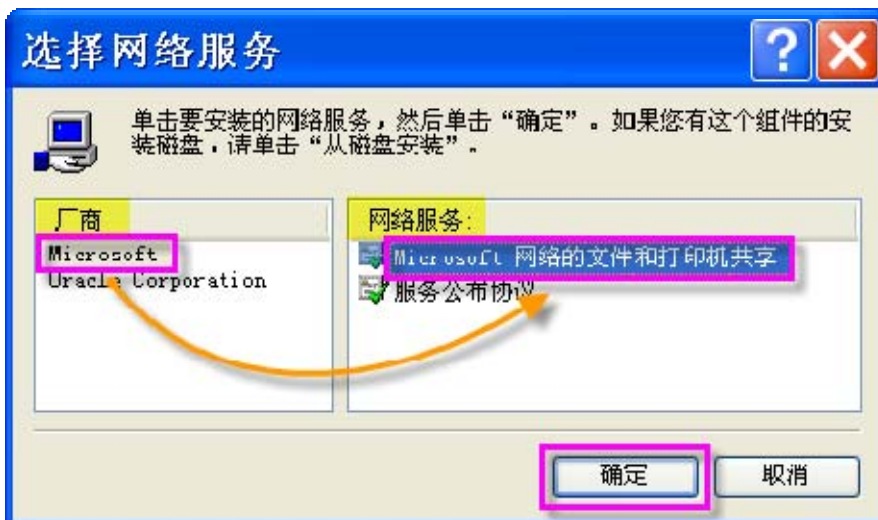 选择网络服务
单击要安装的网络服务，然后单击“确定”。如果您有这个组件的安
装磁盘，请单击“从磁盘安装”。
厂商
网络服务:
Microsoft
Microsoft 网络的文件和打印机共享
Oracle Corporation
服务公布协议
确定
取消